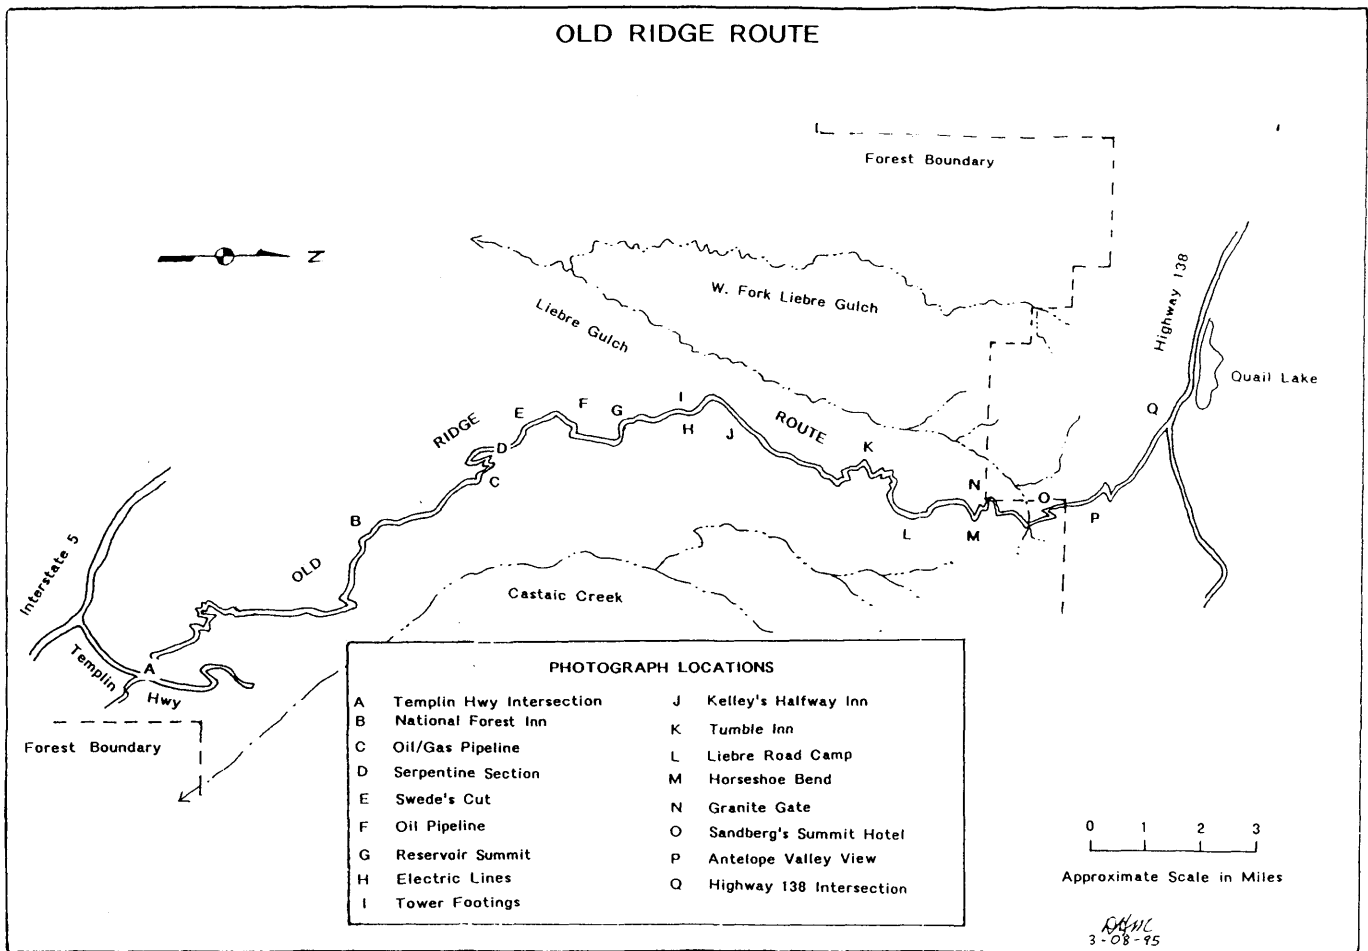 OLD RIDGE ROUTE
Forest Boundary
N
W. Fork Liebre Gulch
Liebre Gulch
Highway 138
Quail Lake
Q
I
F
G
E
H
J
ROUTE
RIDGE
D
K
C
N
O
P
B
L
M
Interstate 5
OLD
Castaic Creek
A
Templin
Hwy
Forest Boundary
PHOTOGRAPH LOCATIONS
A Templin Hwy Intersection
B National Forest Inn
C Oil/Gas Pipeline
D Serpentine Section
E Swede's Cut
F Oil Pipeline
G Reservoir Summit
H Electric Lines
I Tower Footings
J Kelley's Halfway Inn
K Tumble Inn
L Liebre Road Camp
M Horseshoe Bend
N Granite Gate
O Sandberg's Summit Hotel
P Antelope Valley View
Q Highway 138 Intersection
0 1 2 3
Approximate Scale in Miles
3-08-95